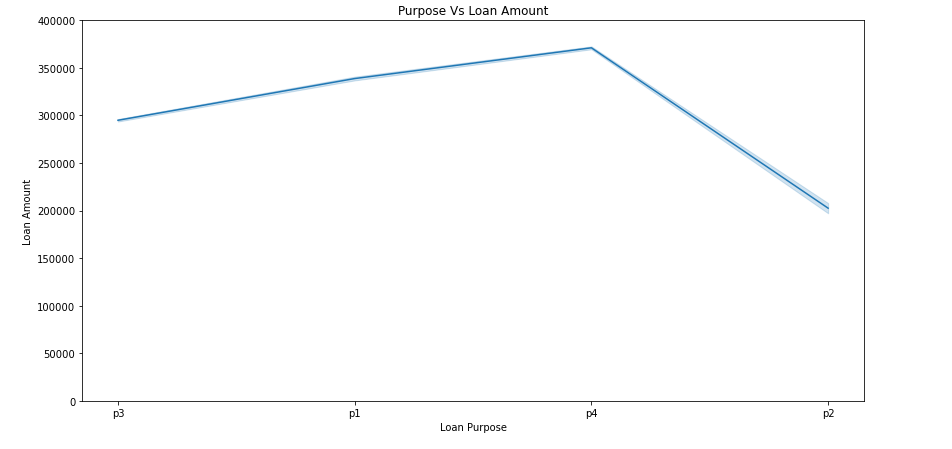 Purpose Vs Loan Amount
400000
350000
300000
250000
200000
150000
100000
50000
0
Loan Amount
p3 p1 p4 p2
Loan Purpose